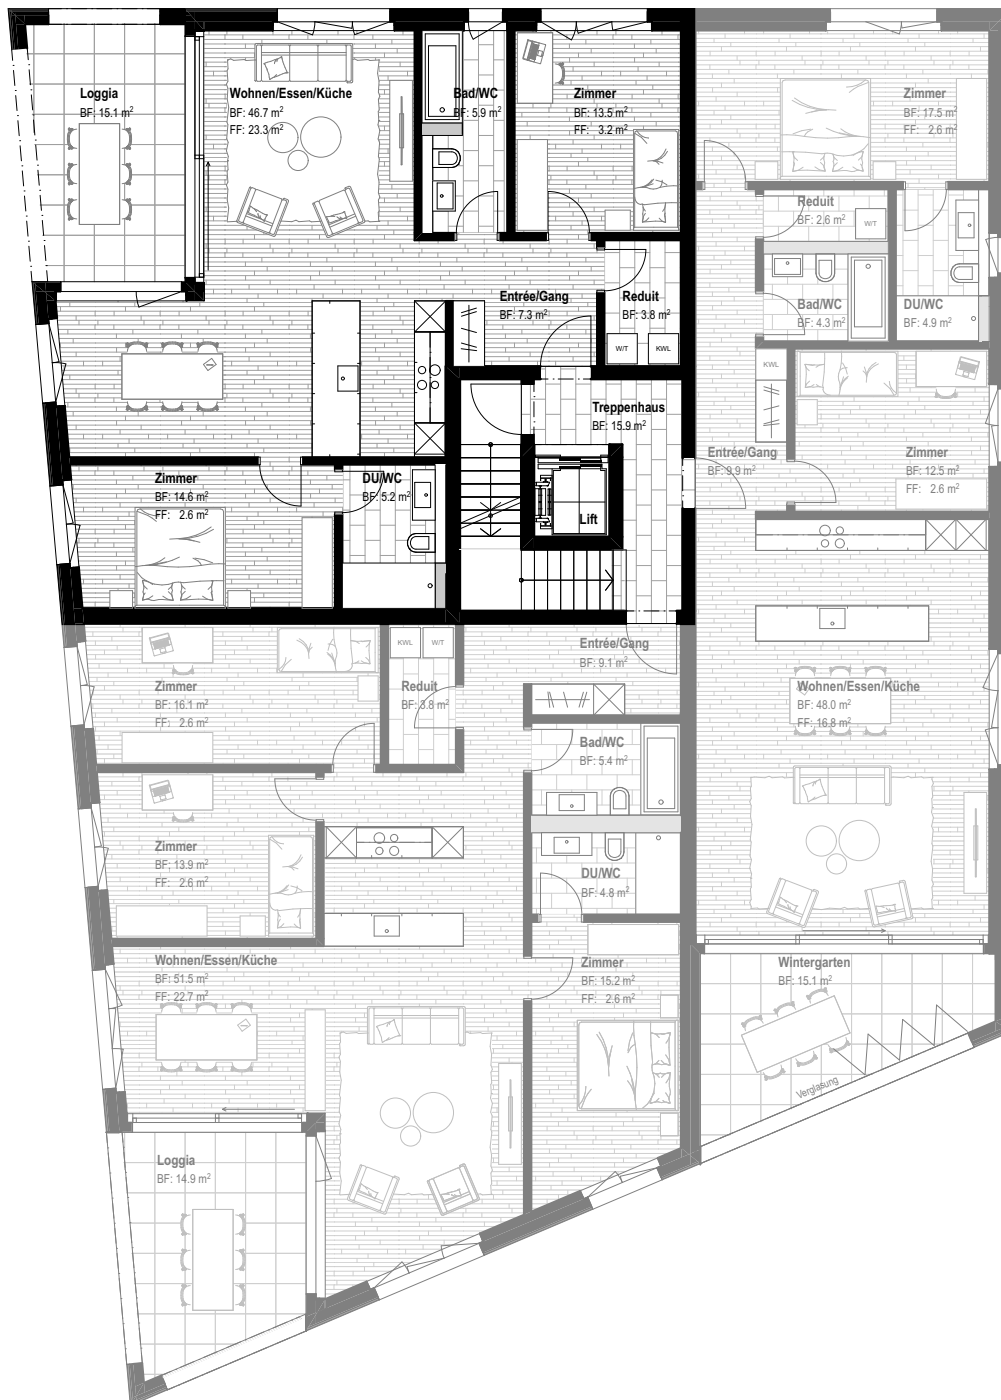 Loggia
BF: 15.1 m²
Wohnen/Essen/Küche
BF: 46.7 m²
FF: 23.3 m²
Bad/WC
BF: 5.9 m²
Zimmer
BF: 13.5 m²
FF: 3.2 m²
Zimmer
BF: 17.5 m²
FF: 2.6 m²
Reduit
BF: 2.6 m²
W/T
Bad/WC
BF: 4.3 m²
DU/WC
BF: 4.9 m²
Entrée/Gang
BF: 7.3 m²
Reduit
BF: 3.8 m²
W/T
KWL
KWL
Treppenhaus
BF: 15.9 m²
Entrée/Gang
BF: 9.9 m²
Zimmer
BF: 12.5 m²
FF: 2.6 m²
Zimmer
BF: 14.6 m²
FF: 2.6 m²
DU/WC
BF: 5.2 m²
Lift
Zimmer
BF: 16.1 m²
FF: 2.6 m²
KWL
W/T
Reduit
BF: 3.8 m²
Entrée/Gang
BF: 9.1 m²
Wohnen/Essen/Küche
BF: 48.0 m²
FF: 16.8 m²
Bad/WC
BF: 5.4 m²
Zimmer
BF: 13.9 m²
FF: 2.6 m²
DU/WC
BF: 4.8 m²
Wohnen/Essen/Küche
BF: 51.5 m²
FF: 22.7 m²
Zimmer
BF: 15.2 m²
FF: 2.6 m²
Wintergarten
BF: 15.1 m²
Verglasung
Loggia
BF: 14.9 m²